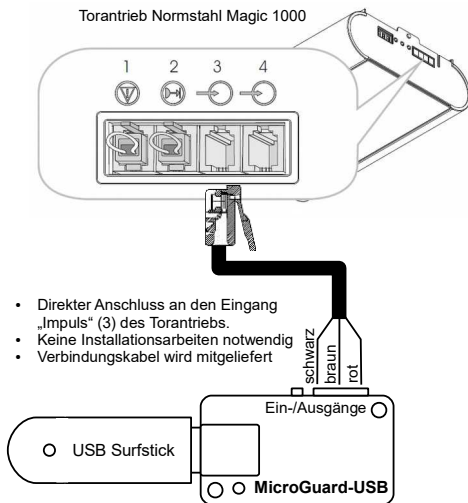 Torantrieb Normstahl Magic 1000
1 2 3 4
• Direkter Anschluss an den Eingang
„Impuls“ (3) des Torantriebs.
• Keine Installationsarbeiten notwendig
• Verbindungskabel wird mitgeliefert
schwarz
braun
rot
Ein-/Ausgänge
USB Surfstick
MicroGuard-USB